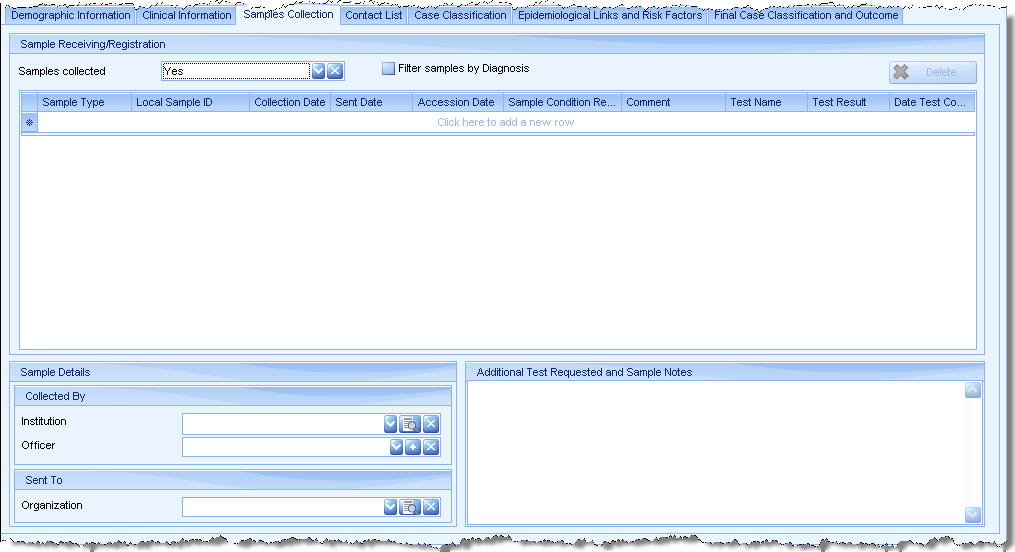 Demographic Information Clinical Information Samples Collection Contact List Case Classification Epidemiological Links and Risk Factors Final Case Classification and Outcome
Sample Receiving/Registration
Samples collected Yes Filter samples by Diagnosis Delete
Sample Type Local Sample ID Collection Date Sent Date Accession Date Sample Condition Re... Comment Test Name Test Result Date Test Co...
Click here to add a new row
Sample Details
Additional Test Requested and Sample Notes
Collected By
Institution
Officer
Sent To
Organization